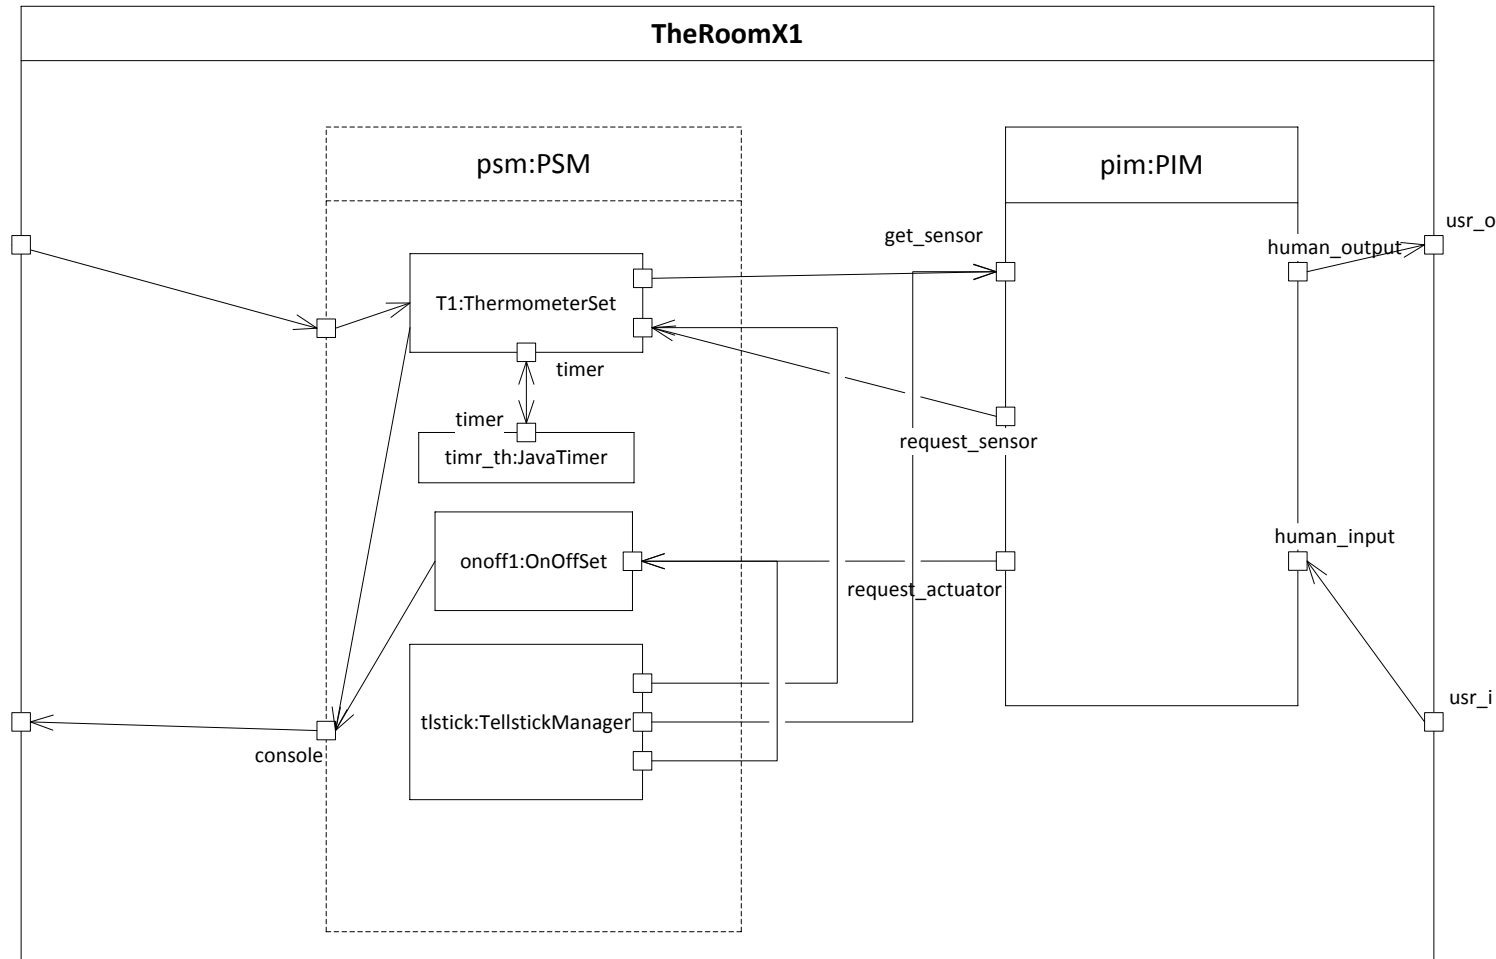 TheRoomX1
psm:PSM
pim:PIM
usr_o
get_sensor
human_output
T1:ThermometerSet
timer
timer
request_sensor
timr_th:JavaTimer
human_input
onoff1:OnOffSet
request_actuator
usr_i
tlstick:TellstickManager
console